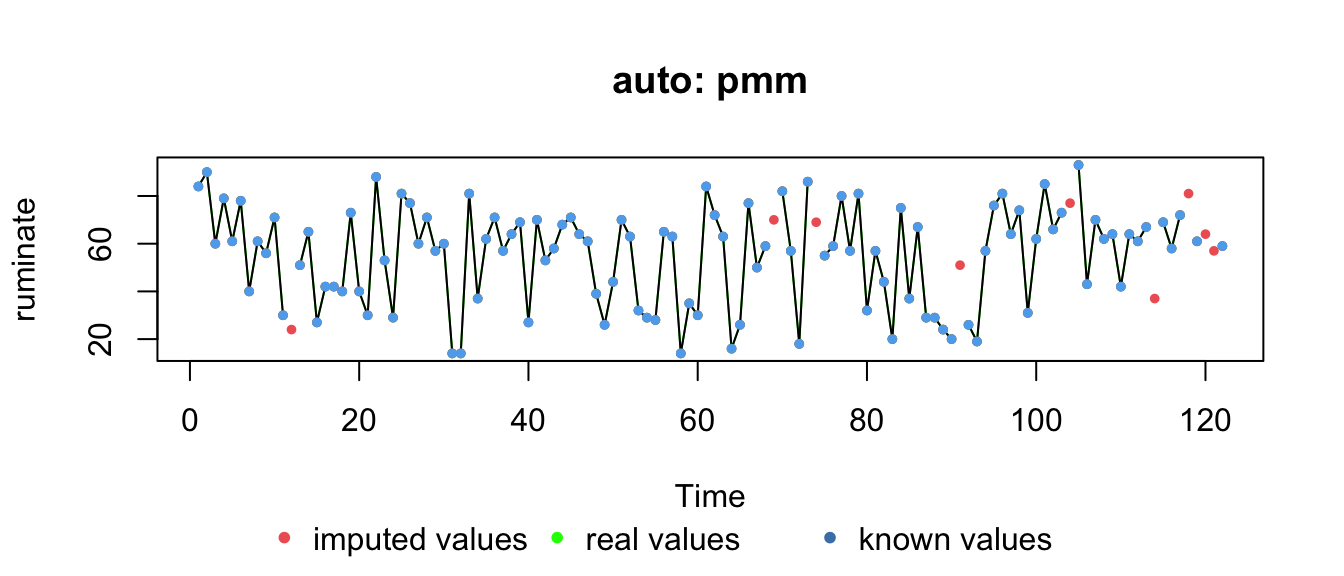 auto: pmm
ruminate
60
20
0 20 40 60 80 100 120
Time
imputed values real values known values